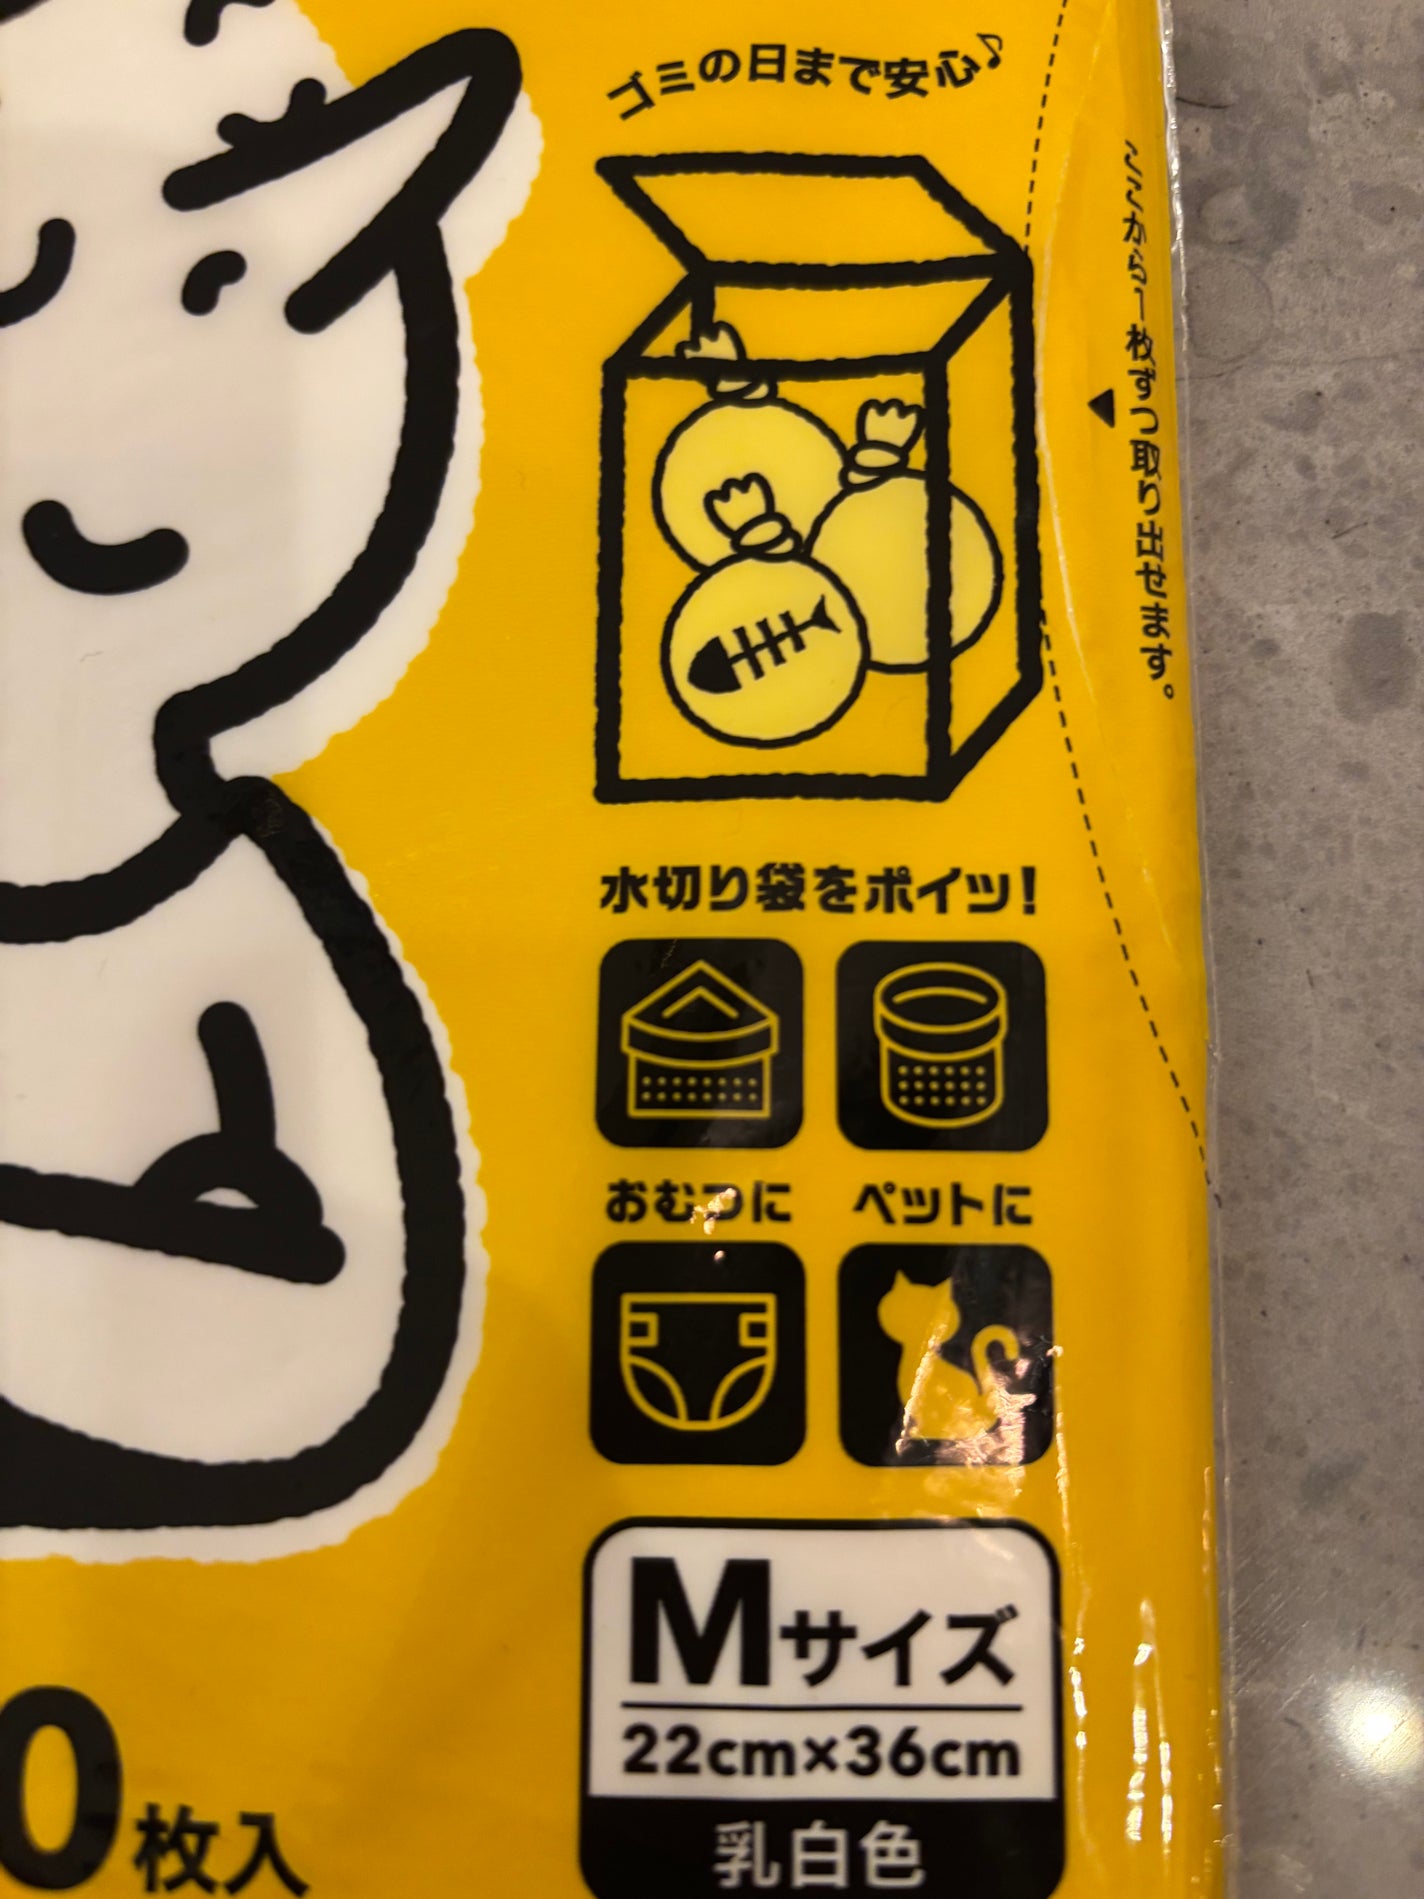 ゴミの日まで安心♪
ここから1枚ずつ取り出せます。
水切り袋をポイッ!
おむつに
ペットに
Mサイズ
22cm×36cm
乳白色
0枚入